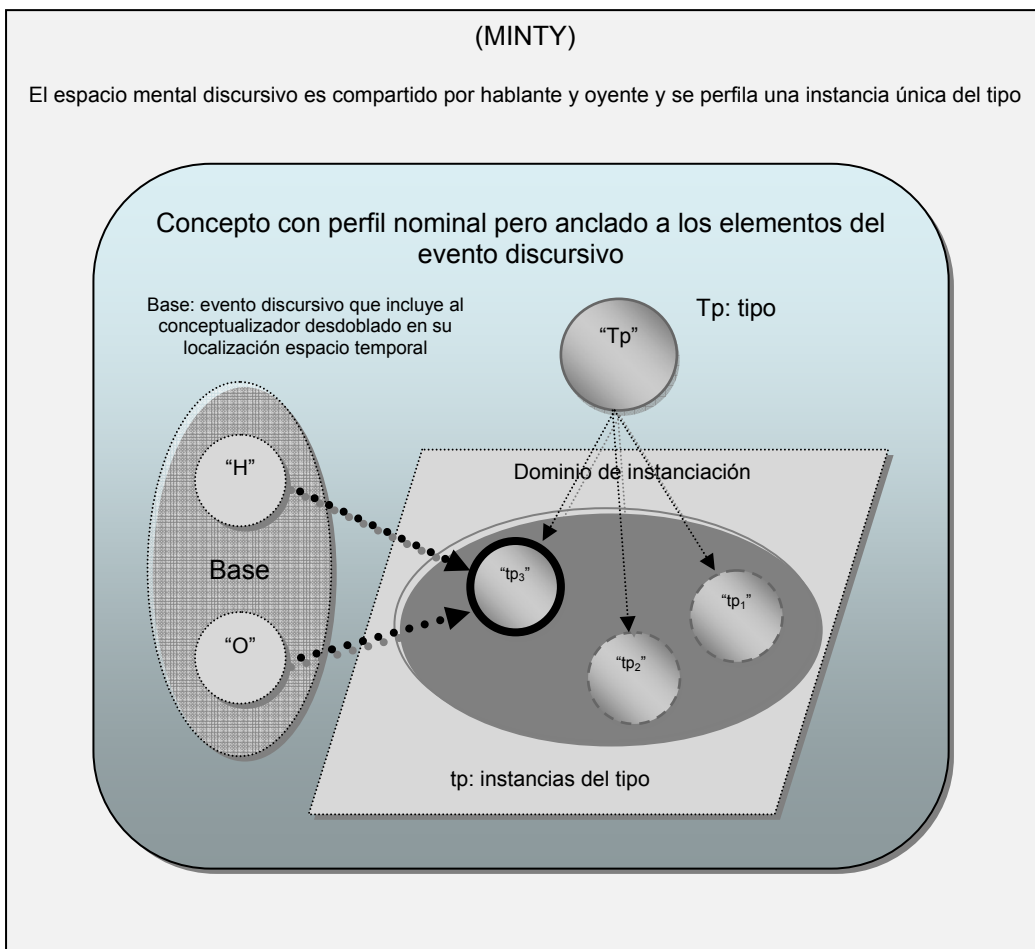 (MINTY)
El espacio mental discursivo es compartido por hablante y oyente y se perfila una instancia única del tipo
Concepto con perfil nominal pero anclado a los elementos del
evento discursivo
Base: evento discursivo que incluye al
conceptualizador desdoblado en su
localización espacio temporal
Tp: tipo
“Tp”
“H”
Dominio de instanciación
Base
“tp₃”
“tp₁”
“O”
“tp₂”
tp: instancias del tipo